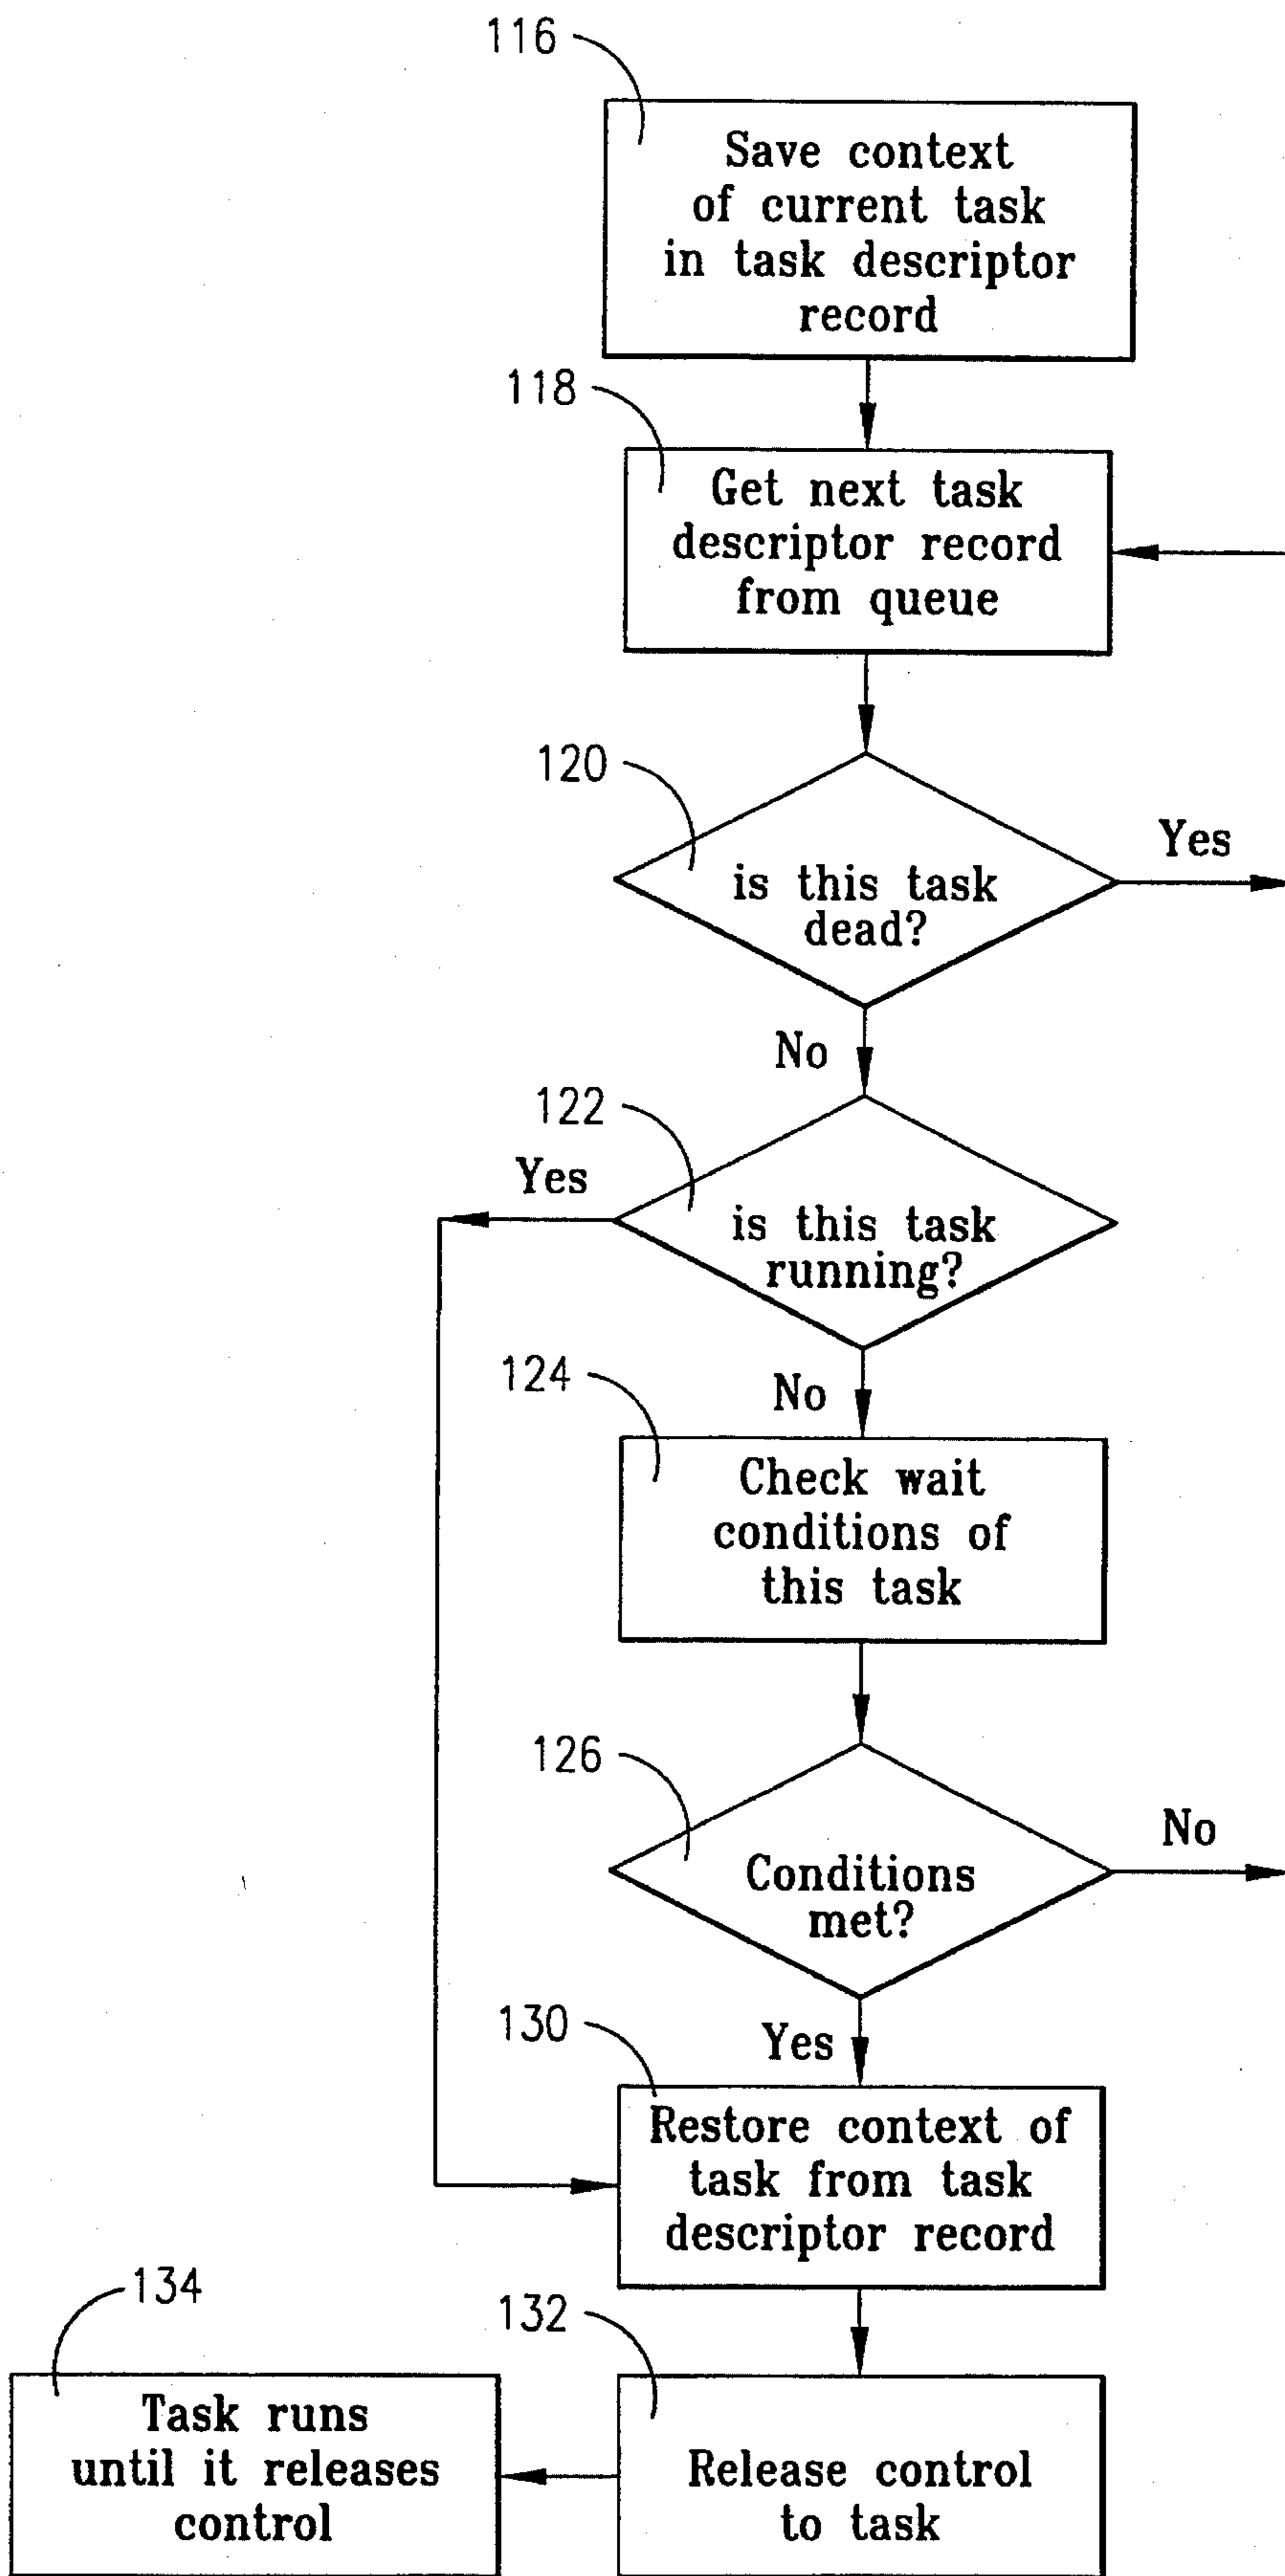 116
Save context
of current task
in task descriptor
record
118
Get next task
descriptor record
from queue
120
is this task
dead?
Yes
No
122
Yes
is this task
running?
124
No
Check wait
conditions of
this task
126
Conditions
met?
No
130
Yes
Restore context of
task from task
descriptor record
134
132
Task runs
until it releases
control
Release control
to task